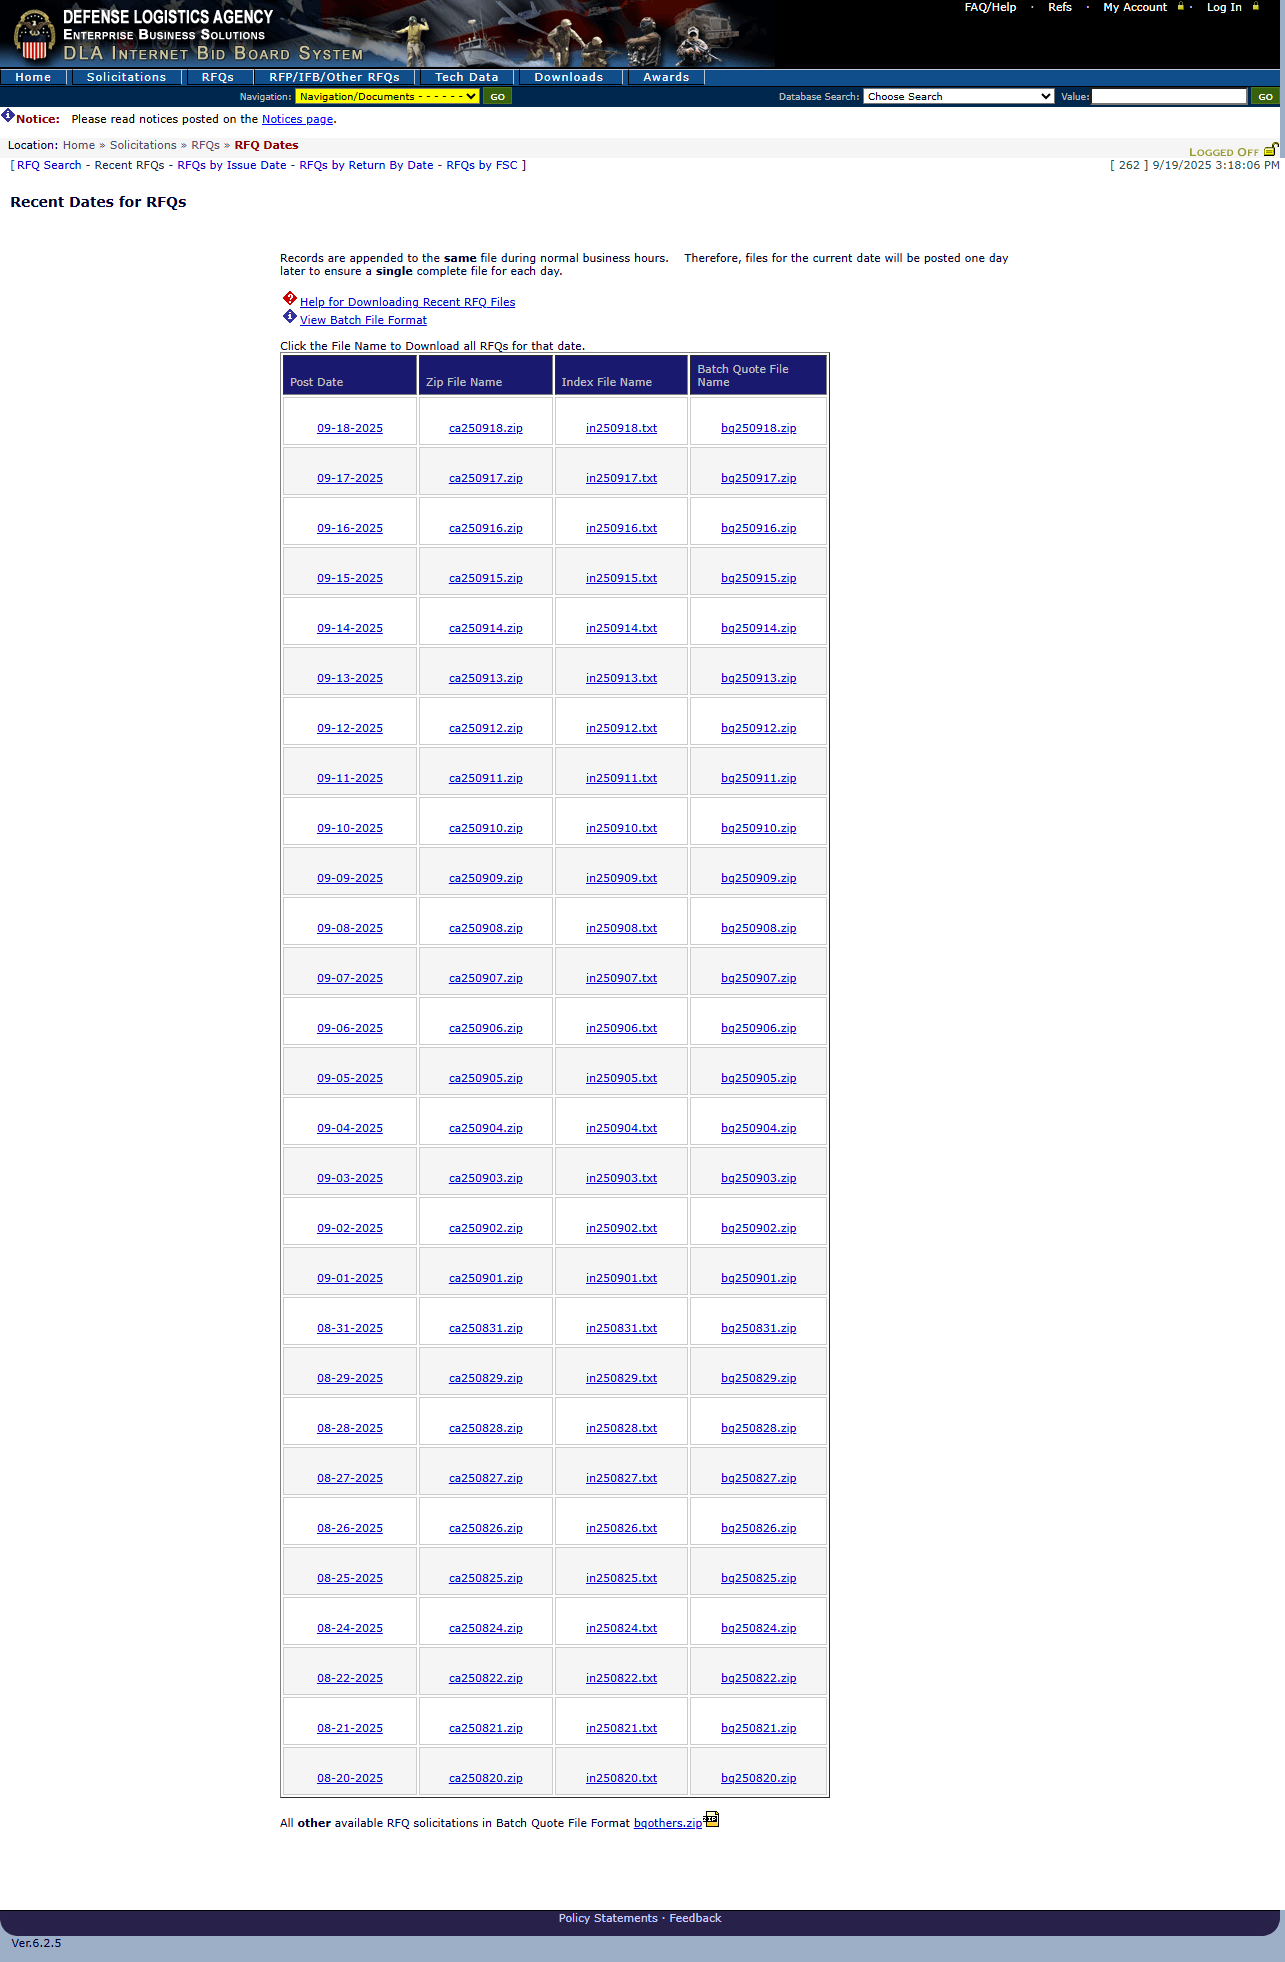 DEFENSE LOGISTICS AGENCY
ENTERPRISE BUSINESS SOLUTIONS
DLA INTERNET BID BOARD SYSTEM
FAQ/Help · Refs · My Account · Log In
Home Solicitations RFQs RFP/IFB/Other RFQs Tech Data Downloads Awards
Navigation: Navigation/Documents - - - - - - GO Database Search: Choose Search Value: GO
Notice: Please read notices posted on the Notices page.
Location: Home » Solicitations » RFQs » RFQ Dates
LOGGED OFF
[ RFQ Search - Recent RFQs - RFQs by Issue Date - RFQs by Return By Date - RFQs by FSC ] [ 262 ] 9/19/2025 3:18:06 PM
Recent Dates for RFQs
Records are appended to the same file during normal business hours. Therefore, files for the current date will be posted one day
later to ensure a single complete file for each day.
Help for Downloading Recent RFQ Files
View Batch File Format
Click the File Name to Download all RFQs for that date.
Post Date Zip File Name Index File Name Batch Quote File Name
09-18-2025 ca250918.zip in250918.txt bq250918.zip
09-17-2025 ca250917.zip in250917.txt bq250917.zip
09-16-2025 ca250916.zip in250916.txt bq250916.zip
09-15-2025 ca250915.zip in250915.txt bq250915.zip
09-14-2025 ca250914.zip in250914.txt bq250914.zip
09-13-2025 ca250913.zip in250913.txt bq250913.zip
09-12-2025 ca250912.zip in250912.txt bq250912.zip
09-11-2025 ca250911.zip in250911.txt bq250911.zip
09-10-2025 ca250910.zip in250910.txt bq250910.zip
09-09-2025 ca250909.zip in250909.txt bq250909.zip
09-08-2025 ca250908.zip in250908.txt bq250908.zip
09-07-2025 ca250907.zip in250907.txt bq250907.zip
09-06-2025 ca250906.zip in250906.txt bq250906.zip
09-05-2025 ca250905.zip in250905.txt bq250905.zip
09-04-2025 ca250904.zip in250904.txt bq250904.zip
09-03-2025 ca250903.zip in250903.txt bq250903.zip
09-02-2025 ca250902.zip in250902.txt bq250902.zip
09-01-2025 ca250901.zip in250901.txt bq250901.zip
08-31-2025 ca250831.zip in250831.txt bq250831.zip
08-29-2025 ca250829.zip in250829.txt bq250829.zip
08-28-2025 ca250828.zip in250828.txt bq250828.zip
08-27-2025 ca250827.zip in250827.txt bq250827.zip
08-26-2025 ca250826.zip in250826.txt bq250826.zip
08-25-2025 ca250825.zip in250825.txt bq250825.zip
08-24-2025 ca250824.zip in250824.txt bq250824.zip
08-22-2025 ca250822.zip in250822.txt bq250822.zip
08-21-2025 ca250821.zip in250821.txt bq250821.zip
08-20-2025 ca250820.zip in250820.txt bq250820.zip
All other available RFQ solicitations in Batch Quote File Format bqothers.zip
Policy Statements · Feedback
Ver.6.2.5